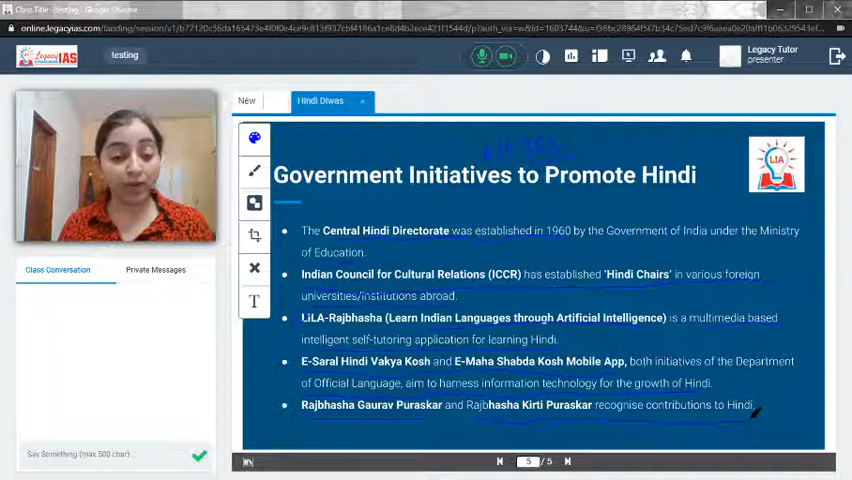 Class Title - testing - Google Chrome
testing
Legacy Tutor
presenter
New
Hindi Diwas
×
LIA
Government Initiatives to Promote Hindi
The Central Hindi Directorate was established in 1960 by the Government of India under the Ministry
of Education.
Indian Council for Cultural Relations (ICCR) has established 'Hindi Chairs' in various foreign
universities/institutions abroad.
LILA-Rajbhasha (Learn Indian Languages through Artificial Intelligence) is a multimedia based
intelligent self-tutoring application for learning Hindi.
E-Saral Hindi Vakya Kosh and E-Maha Shabda Kosh Mobile App, both initiatives of the Department
of Official Language, aim to harness information technology for the growth of Hindi.
Rajbhasha Gaurav Puraskar and Rajbhasha Kirti Puraskar recognise contributions to Hindi.
Class Conversation
Private Messages
T
Say Something (max 500 char)
5 / 5